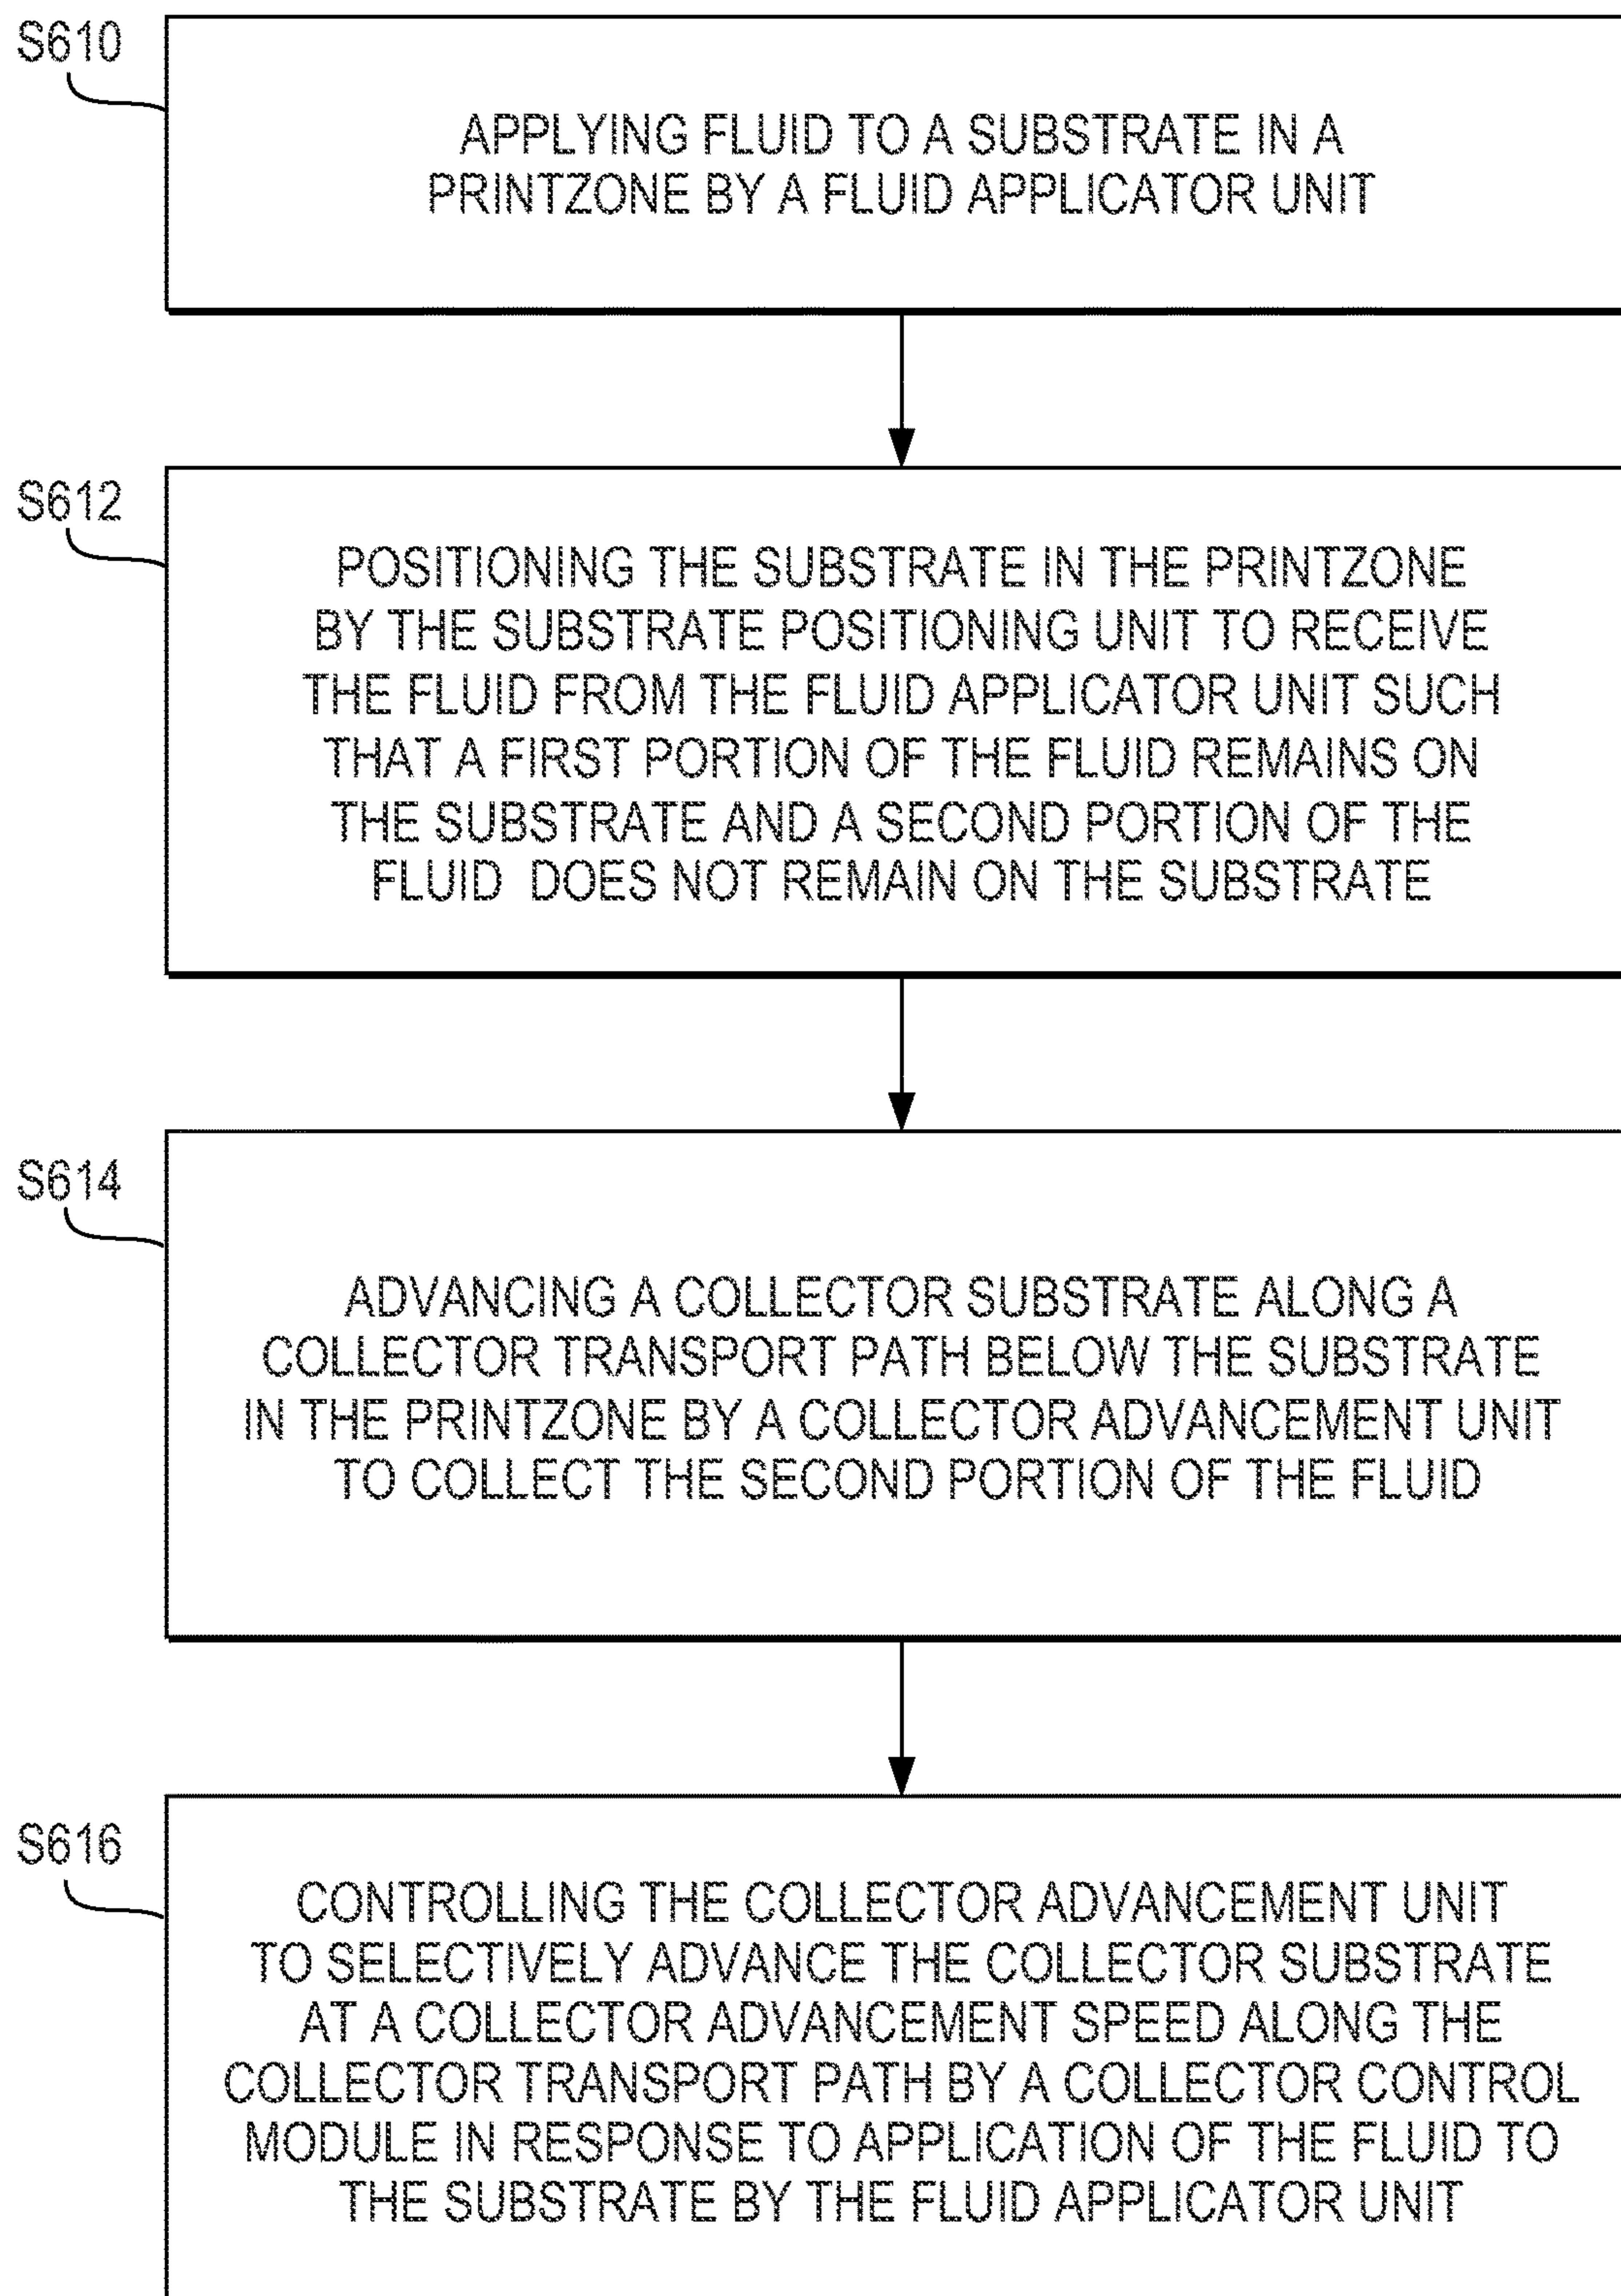 S610
APPLYING FLUID TO A SUBSTRATE IN A
PRINTZONE BY A FLUID APPLICATOR UNIT
S612
POSITIONING THE SUBSTRATE IN THE PRINTZONE
BY THE SUBSTRATE POSITIONING UNIT TO RECEIVE
THE FLUID FROM THE FLUID APPLICATOR UNIT SUCH
THAT A FIRST PORTION OF THE FLUID REMAINS ON
THE SUBSTRATE AND A SECOND PORTION OF THE
FLUID DOES NOT REMAIN ON THE SUBSTRATE
S614
ADVANCING A COLLECTOR SUBSTRATE ALONG A
COLLECTOR TRANSPORT PATH BELOW THE SUBSTRATE
IN THE PRINTZONE BY A COLLECTOR ADVANCEMENT UNIT
TO COLLECT THE SECOND PORTION OF THE FLUID
S616
CONTROLLING THE COLLECTOR ADVANCEMENT UNIT
TO SELECTIVELY ADVANCE THE COLLECTOR SUBSTRATE
AT A COLLECTOR ADVANCEMENT SPEED ALONG THE
COLLECTOR TRANSPORT PATH BY A COLLECTOR CONTROL
MODULE IN RESPONSE TO APPLICATION OF THE FLUID TO
THE SUBSTRATE BY THE FLUID APPLICATOR UNIT